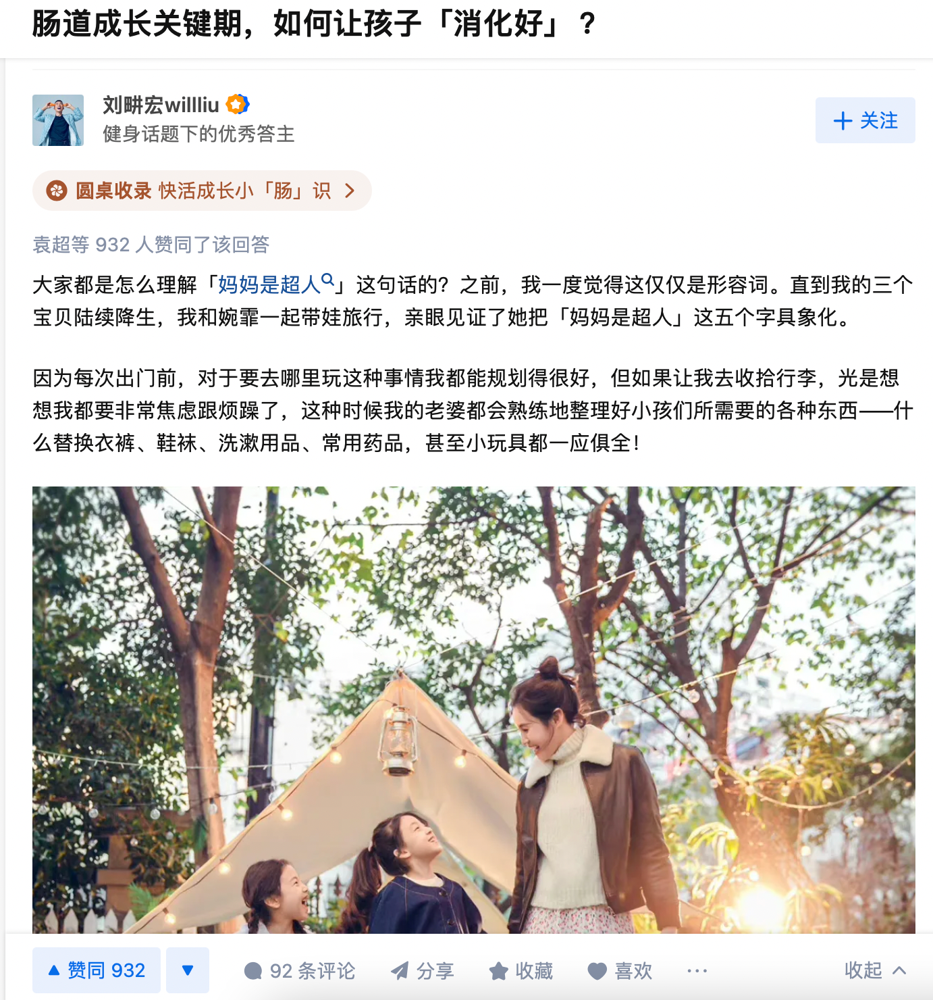 肠道成长关键期，如何让孩子「消化好」？
刘畊宏willliu
健身话题下的优秀答主
关注
圆桌收录 快活成长小「肠」识
袁超等 932 人赞同了该回答
大家都是怎么理解「妈妈是超人」这句话的？之前，我一度觉得这仅仅是形容词。直到我的三个
宝贝陆续降生，我和婉霏一起带娃旅行，亲眼见证了她把「妈妈是超人」这五个字具象化。
因为每次出门前，对于要去哪里玩这种事情我都能规划得很好，但如果让我去收拾行李，光是想
想我都要非常焦虑跟烦躁了，这种时候我的老婆都会熟练地整理好小孩们所需要的各种东西——什
么替换衣裤、鞋袜、洗漱用品、常用药品，甚至小玩具都一应俱全！
赞同 932
92 条评论
分享
收藏
喜欢
收起